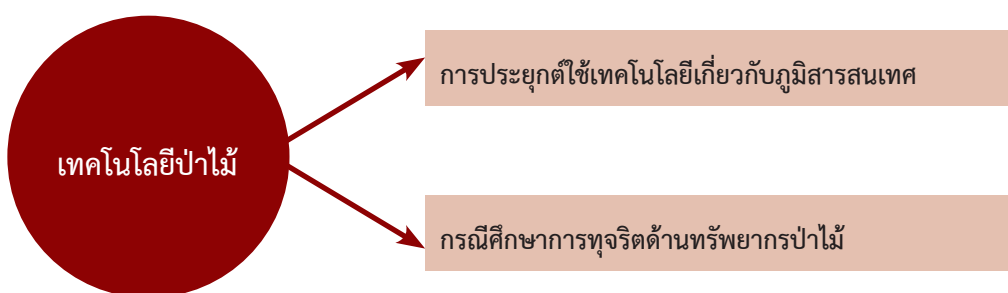 เทคโนโลยีป่าไม้
การประยุกต์ใช้เทคโนโลยีเกี่ยวกับภูมิสารสนเทศ
กรณีศึกษาการทุจริตด้านทรัพยากรป่าไม้